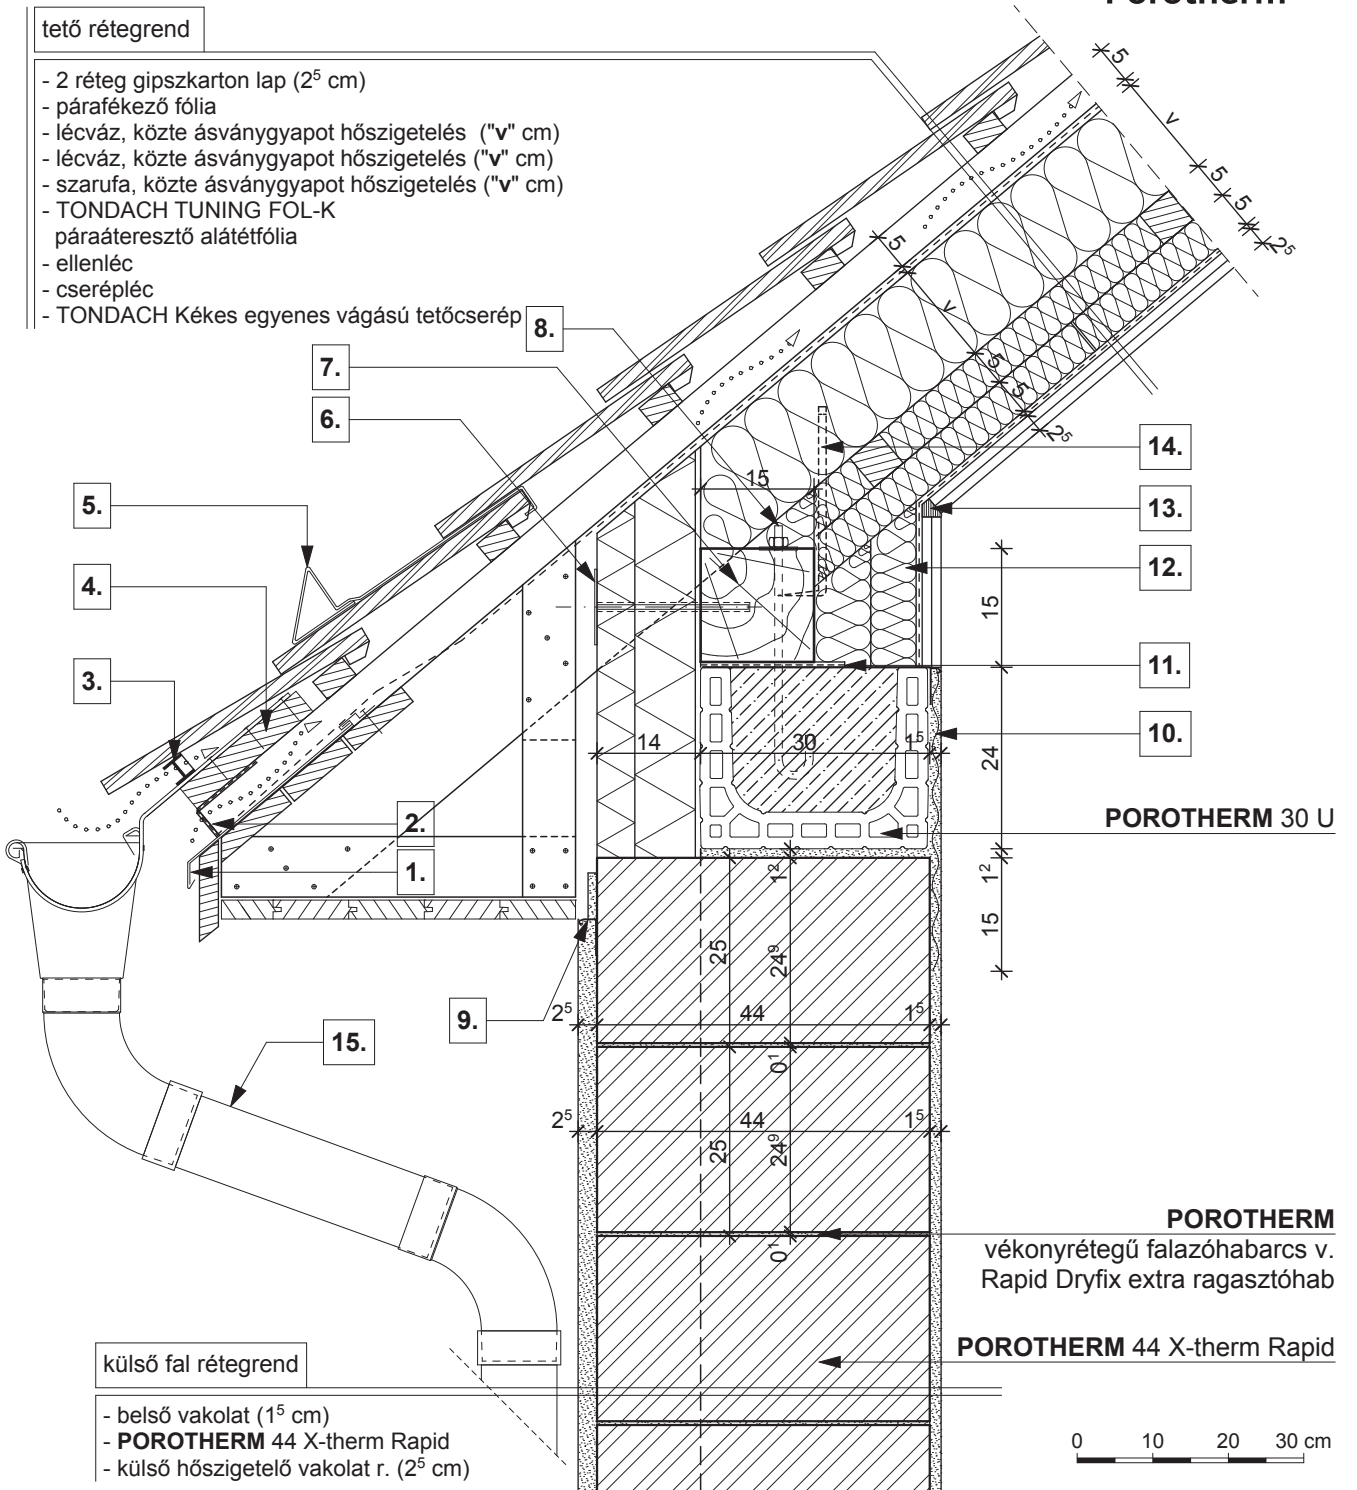 Porotherm
tető rétegrend
- 2 réteg gipszkarton lap (2⁵ cm)
- párafékező fólia
- lécváz, közte ásványgyapot hőszigetelés ("v" cm)
- lécváz, közte ásványgyapot hőszigetelés ("v" cm)
- szarufa, közte ásványgyapot hőszigetelés ("v" cm)
- TONDACH TUNING FOL-K
páraáteresztő alátétfólia
- ellenléc
- cserépléc
- TONDACH Kékes egyenes vágású tetőcserép
5
v
5
5
2⁵
5
v
5
5
2⁵
8.
7.
6.
5.
4.
3.
2.
1.
14.
13.
12.
11.
10.
9.
15.
15
15
24
1²
15
14
30
1⁵
POROTHERM 30 U
1²
25
24⁹
2⁵
44
1⁵
0¹
2⁵
44
1⁵
25
24⁹
0¹
POROTHERM
vékonyrétegű falazóhabarcs v.
Rapid Dryfix extra ragasztóhab
POROTHERM 44 X-therm Rapid
külső fal rétegrend
- belső vakolat (1⁵ cm)
- POROTHERM 44 X-therm Rapid
- külső hőszigetelő vakolat r. (2⁵ cm)
0 10 20 30 cm